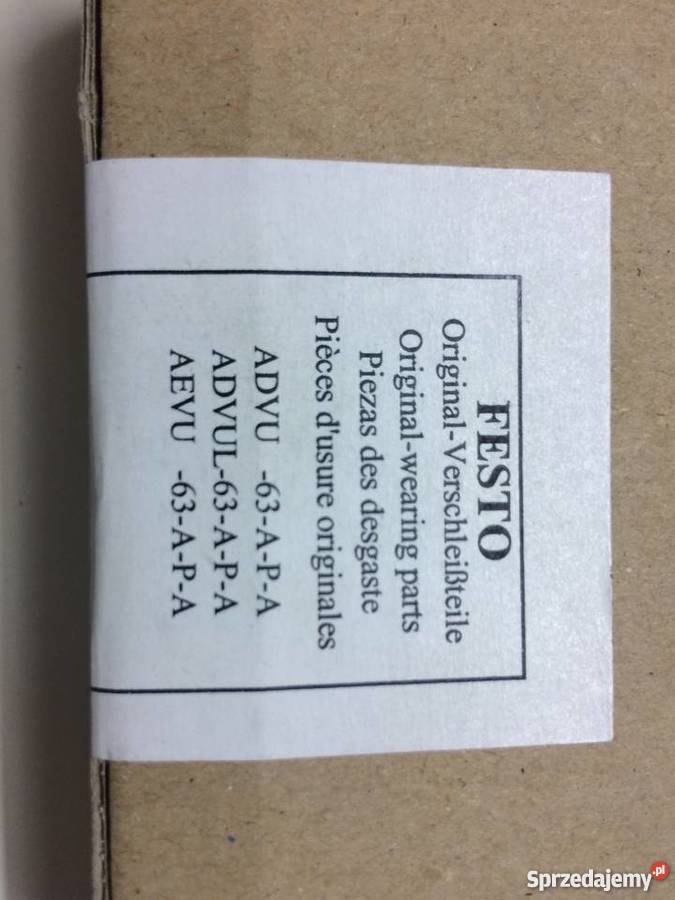 FESTO
Original-Verschleißteile
Original-wearing parts
Piezas des desgaste
Pièces d'usure originales
ADVU -63-A-P-A
ADVUL-63-A-P-A
AEVU -63-A-P-A
Sprzedajemy.pl